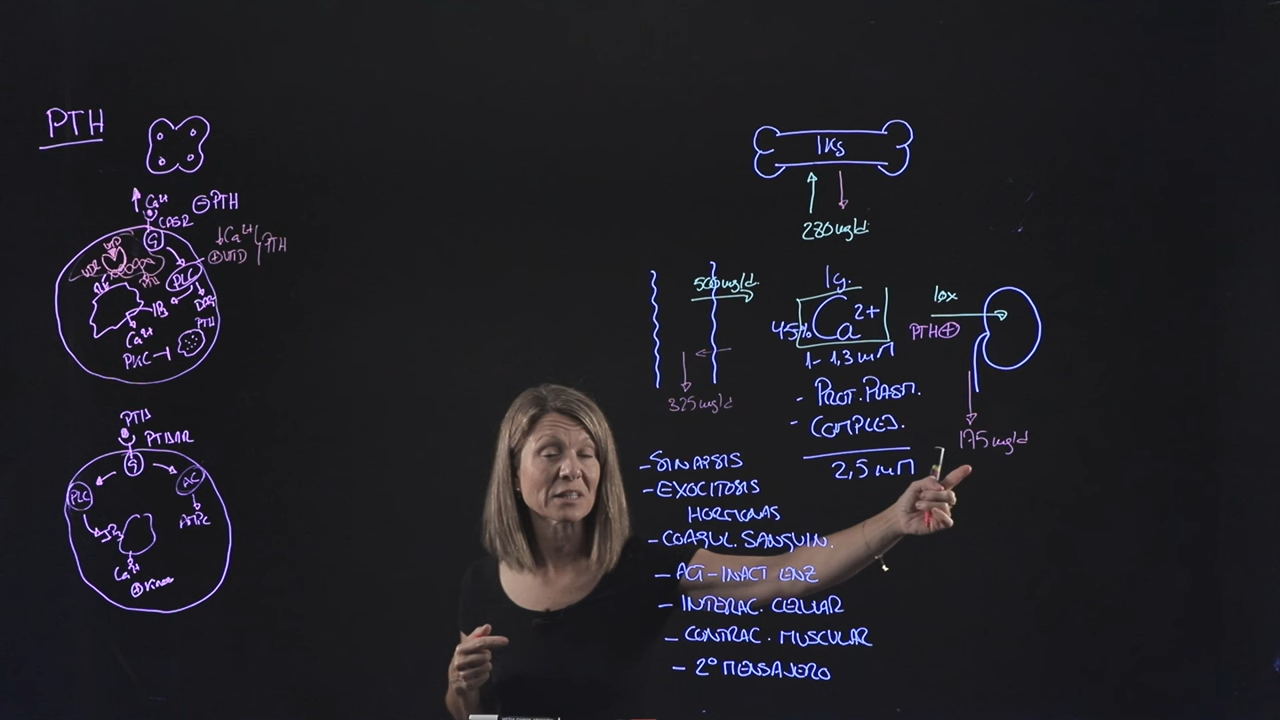 PTH
Ca²⁺
⊖PTH
CASR
G
↓Ca²⁺
⊕VITD
PTH
VDR
PLC
IP₃
DAG
Ca²⁺
PTH
PKC
PTH
PTH1R
G
PLC
AC
IP₃
Ca²⁺
1Kg
280mg/d
500mg/d
1g.
45%
Ca²⁺
1-1,3mM
- PROT. PLASM.
- COMPLEJ.
2,5mM
10x
PTH⊕
175mg/d
325mg/d
-SINAPSIS
-EXOCITOSIS
HORMONAS
-COAGUL. SANGUIN.
-ACT-INACT ENZ
-INTERAC. CELULAR
-CONTRAC. MUSCULAR
-2º MENSAJERO